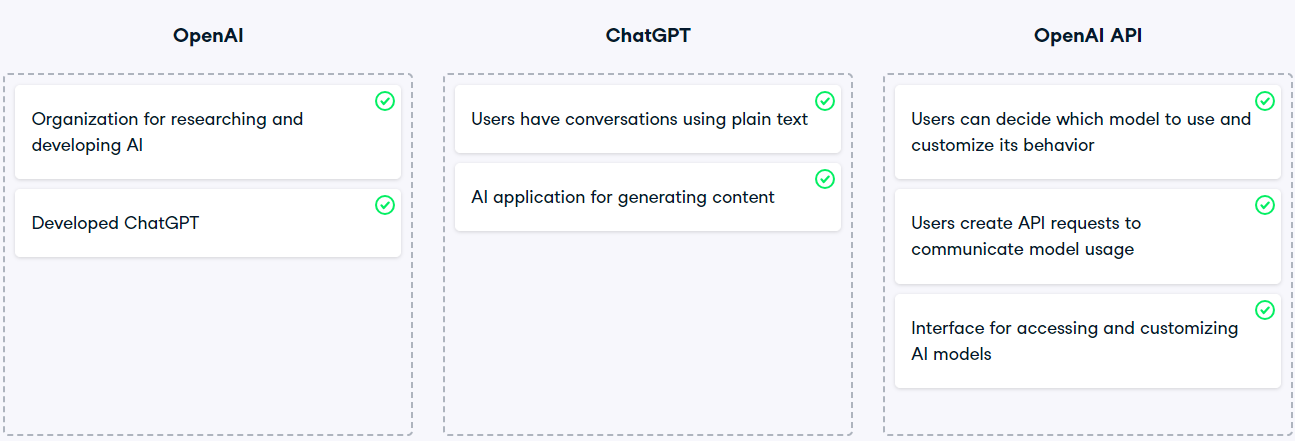 OpenAI
Organization for researching and
developing AI
Developed ChatGPT
ChatGPT
Users have conversations using plain text
AI application for generating content
OpenAI API
Users can decide which model to use and
customize its behavior
Users create API requests to
communicate model usage
Interface for accessing and customizing
AI models